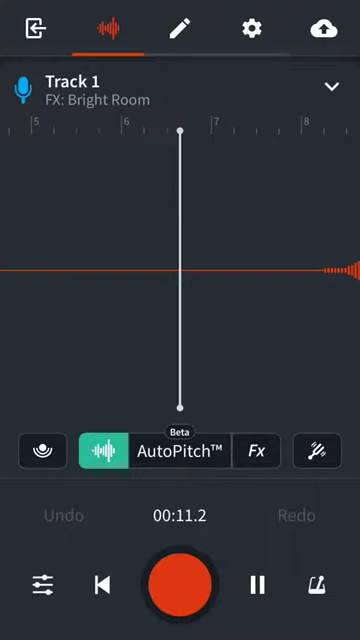 Track 1
FX: Bright Room
5 6 7 8
Beta
AutoPitch™ Fx
Undo 00:11.2 Redo